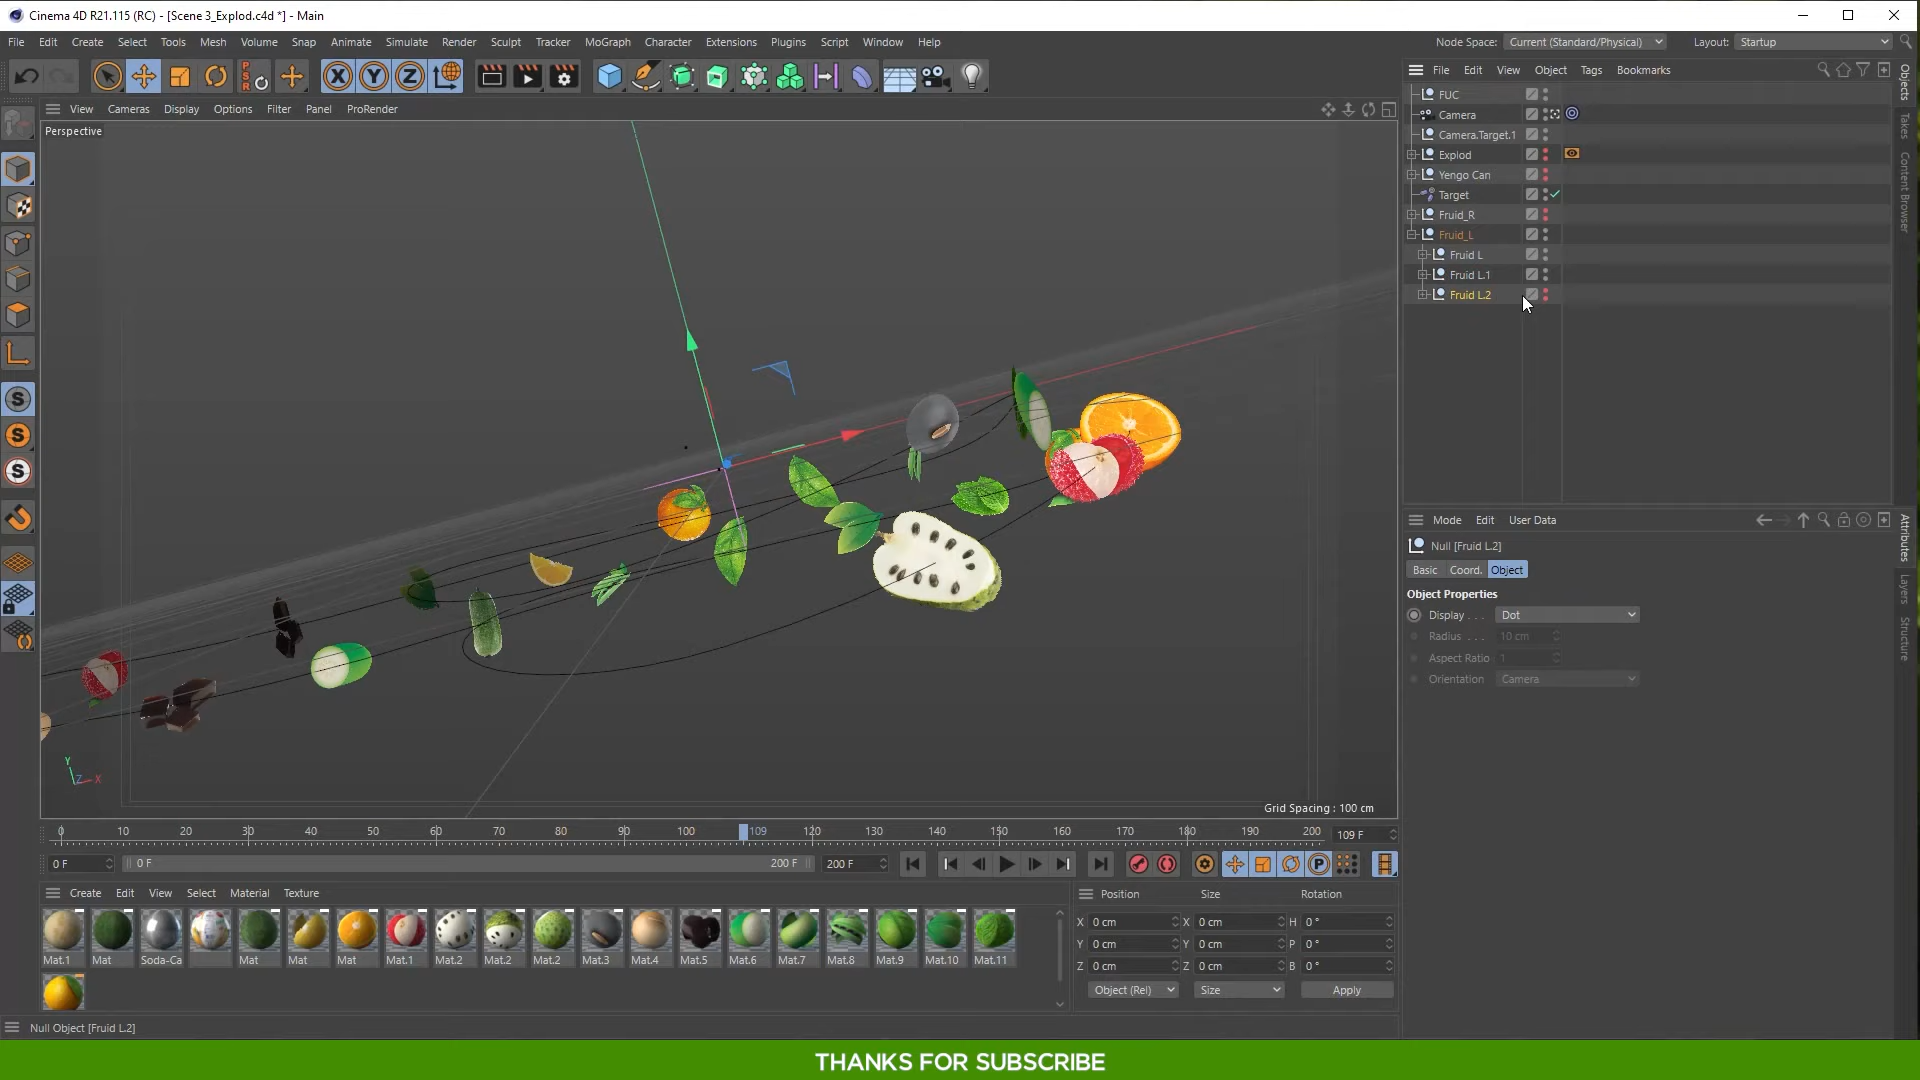 Cinema 4D R21.115 (RC) - [Scene 3_Explod.c4d *] - Main
File Edit Create Select Tools Mesh Volume Snap Animate Simulate Render Sculpt Tracker MoGraph Character Extensions Plugins Script Window Help
Node Space: Current (Standard/Physical) Layout: Startup
X Y Z
PSR
File Edit View Object Tags Bookmarks
View Cameras Display Options Filter Panel ProRender
Perspective
FUC
Camera
Camera.Target.1
Explod
Yengo Can
Target
Fruid_R
Fruid_L
Fruid L
Fruid L.1
Fruid L.2
Objects
Takes
Content Browser
S
S
S
Y
Z X
Grid Spacing : 100 cm
Mode Edit User Data
Null [Fruid L.2]
Basic Coord. Object
Object Properties
Display . . . Dot
Radius . . . 10 cm
Aspect Ratio 1
Orientation Camera
Attributes
Layers
Structure
0 10 20 30 40 50 60 70 80 90 100 109 120 130 140 150 160 170 180 190 200 109 F
0 F 0 F 200 F 200 F
P
Create Edit View Select Material Texture
Mat.1 Mat Soda-Ca Mat Mat Mat Mat.1 Mat.2 Mat.2 Mat.2 Mat.3 Mat.4 Mat.5 Mat.6 Mat.7 Mat.8 Mat.9 Mat.10 Mat.11
Position Size Rotation
X 0 cm X 0 cm H 0 °
Y 0 cm Y 0 cm P 0 °
Z 0 cm Z 0 cm B 0 °
Object (Rel) Size Apply
Null Object [Fruid L.2]
THANKS FOR SUBSCRIBE